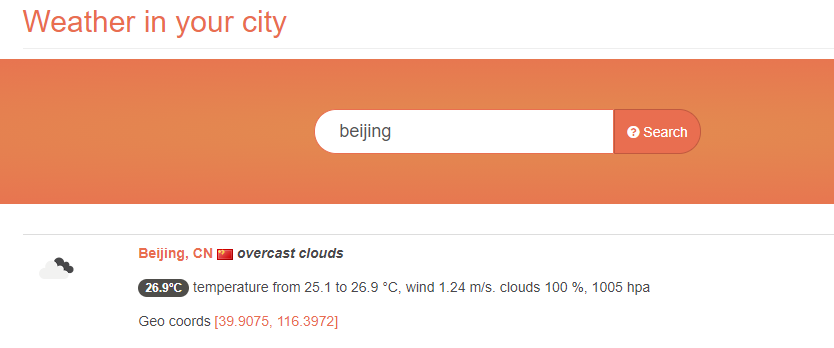 Weather in your city
beijing
Search
Beijing, CN overcast clouds
26.9°C temperature from 25.1 to 26.9 °C, wind 1.24 m/s. clouds 100 %, 1005 hpa
Geo coords [39.9075, 116.3972]